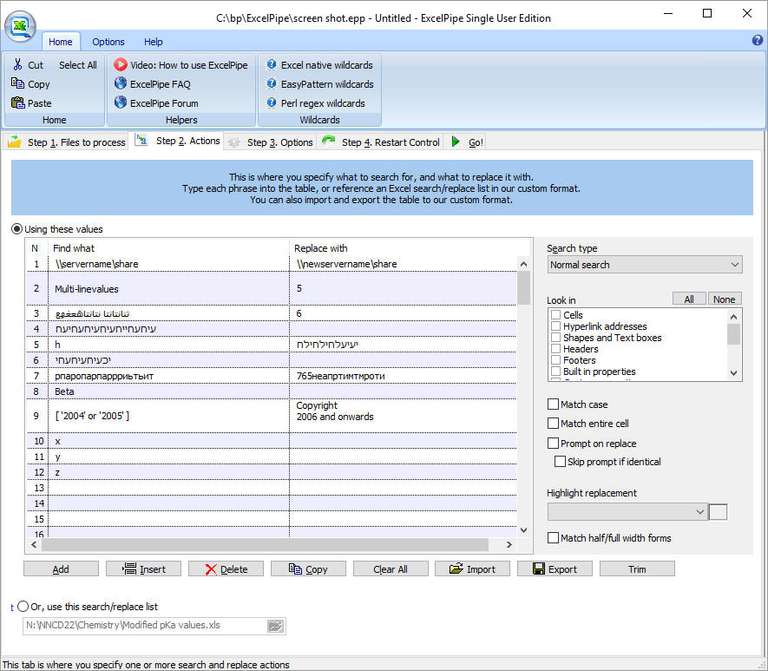 C:\bp\ExcelPipe\screen shot.epp - Untitled - ExcelPipe Single User Edition
Home Options Help
Cut Select All Video: How to use ExcelPipe Excel native wildcards
Copy ExcelPipe FAQ EasyPattern wildcards
Paste ExcelPipe Forum Perl regex wildcards
Home Helpers Wildcards
Step 1. Files to process Step 2. Actions Step 3. Options Step 4. Restart Control Go!
This is where you specify what to search for, and what to replace it with.
Type each phrase into the table, or reference an Excel search/replace list in our custom format.
You can also import and export the table to our custom format.
Using these values
N Find what Replace with
1 \\servername\share \\newservername\share
2 Multi-linevalues 5
3 6
4
5 h יעיעלחילחילח
6 יכעיחעיעחי
7 рпаропарпаррриьтьит 765неапртимтмроти
8 Beta
9 [ '2004' or '2005' ] Copyright
2006 and onwards
10 x
11 y
12 z
13
14
15
16
Search type
Normal search
Look in All None
Cells
Hyperlink addresses
Shapes and Text boxes
Headers
Footers
Built in properties
Match case
Match entire cell
Prompt on replace
Skip prompt if identical
Highlight replacement
Match half/full width forms
Add Insert Delete Copy Clear All Import Export Trim
t Or, use this search/replace list
N:\NNCD22\Chemistry\Modified pKa values.xls
This tab is where you specify one or more search and replace actions